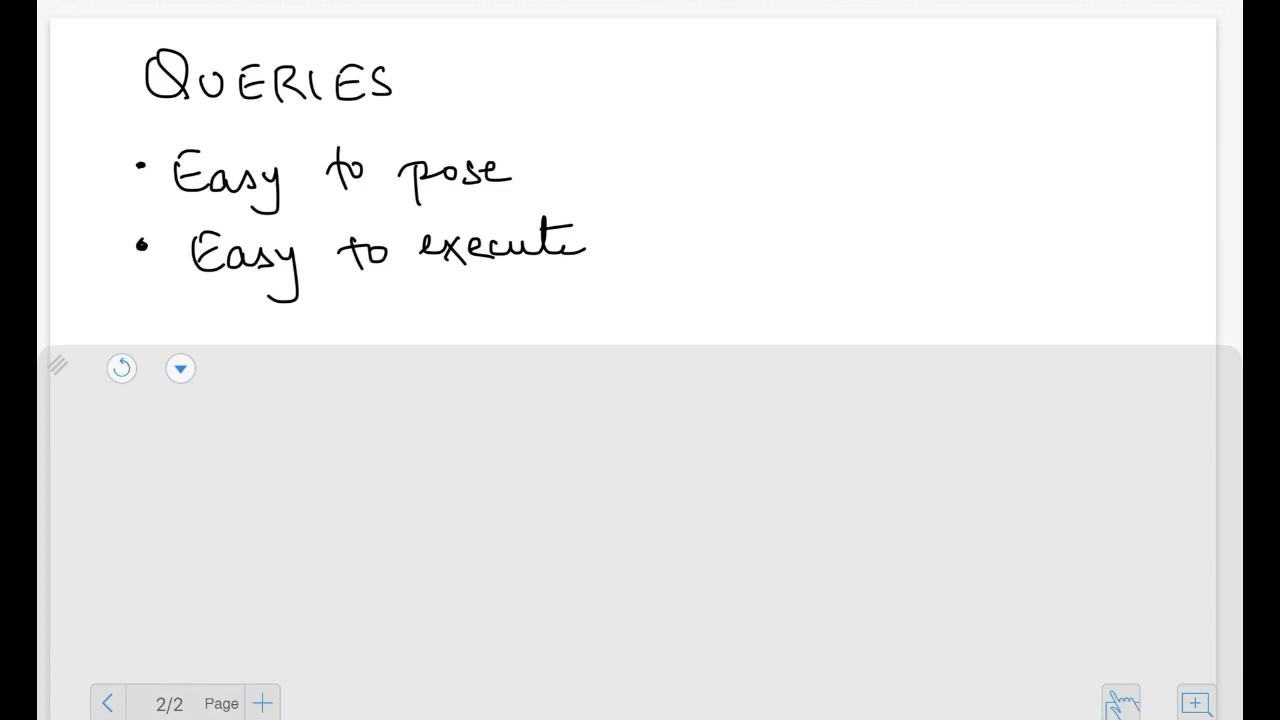 QUERIES
• Easy to pose
• Easy to execute
2/2 Page